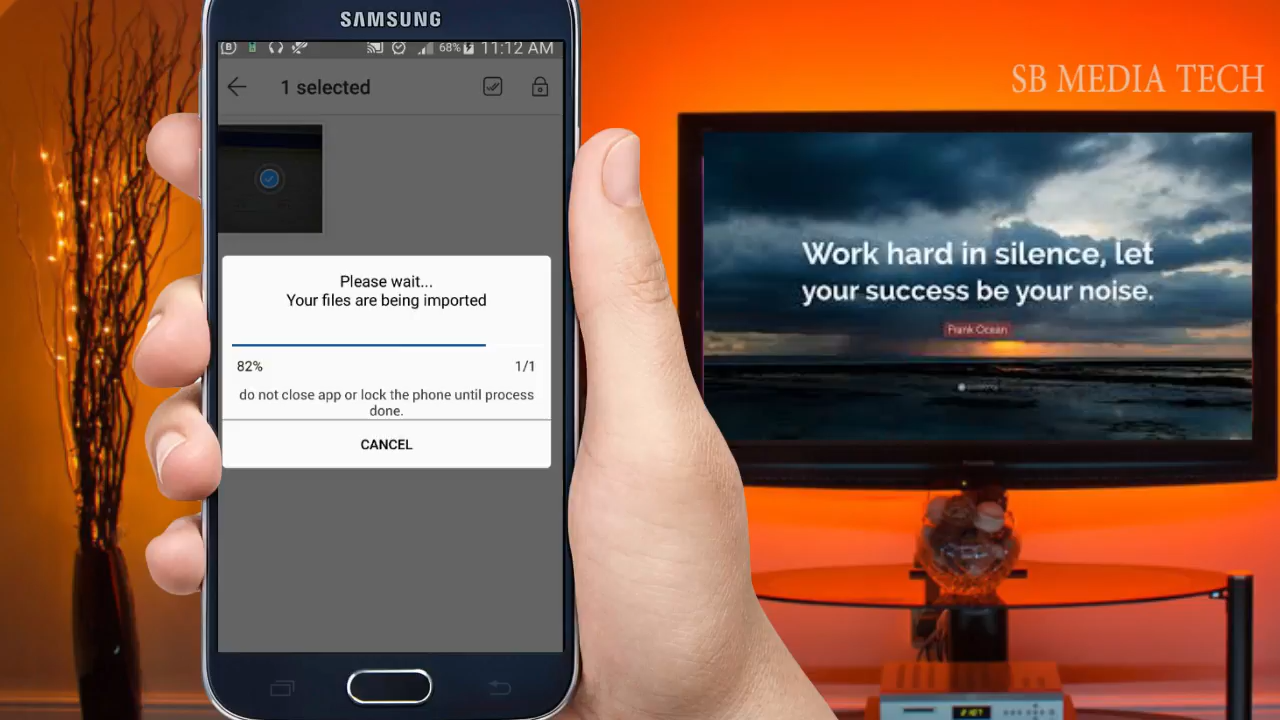 SAMSUNG
68% 11:12 AM
1 selected
Please wait...
Your files are being imported
82% 1/1
do not close app or lock the phone until process
done.
CANCEL
SB MEDIA TECH
Work hard in silence, let
your success be your noise.
Frank Ocean